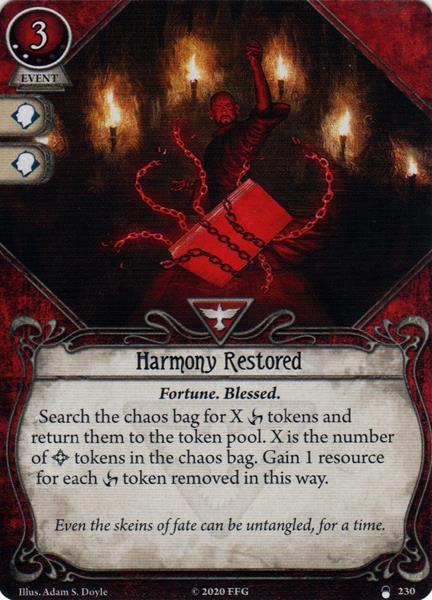 3
EVENT
Harmony Restored
Fortune. Blessed.
Search the chaos bag for X tokens and
return them to the token pool. X is the number
of tokens in the chaos bag. Gain 1 resource
for each token removed in this way.
Even the skeins of fate can be untangled, for a time.
Illus. Adam S. Doyle
© 2020 FFG
230